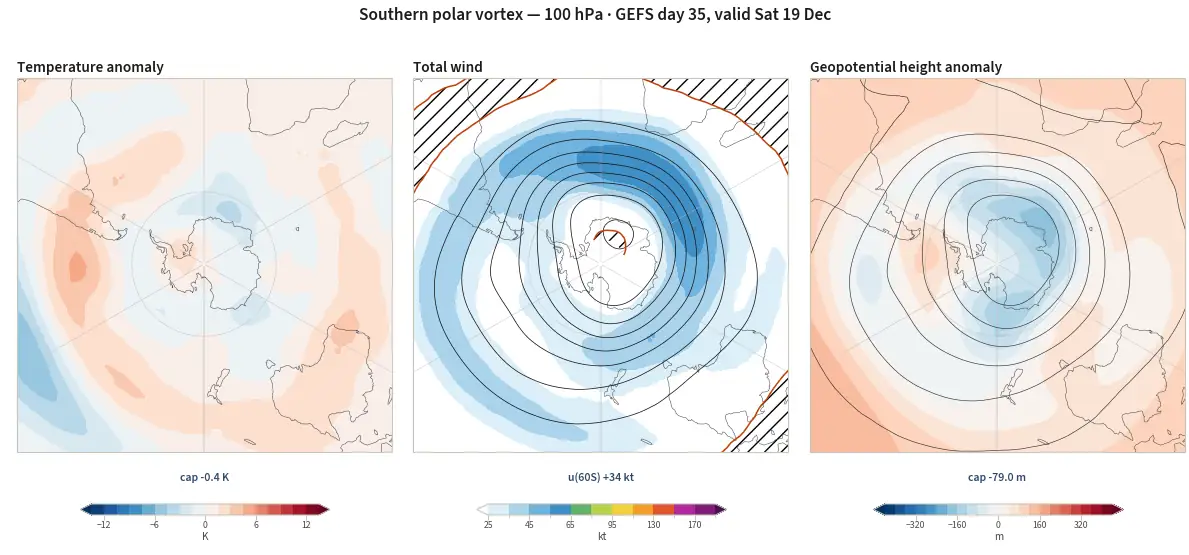 Southern polar vortex — 100 hPa · GEFS day 35, valid Sat 19 Dec
Temperature anomaly
Total wind
Geopotential height anomaly
cap -0.4 K
u(60S) +34 kt
cap -79.0 m
−12 −6 0 6 12
K
25 45 65 85 110 130 170
kt
−320 −160 0 160 320
m